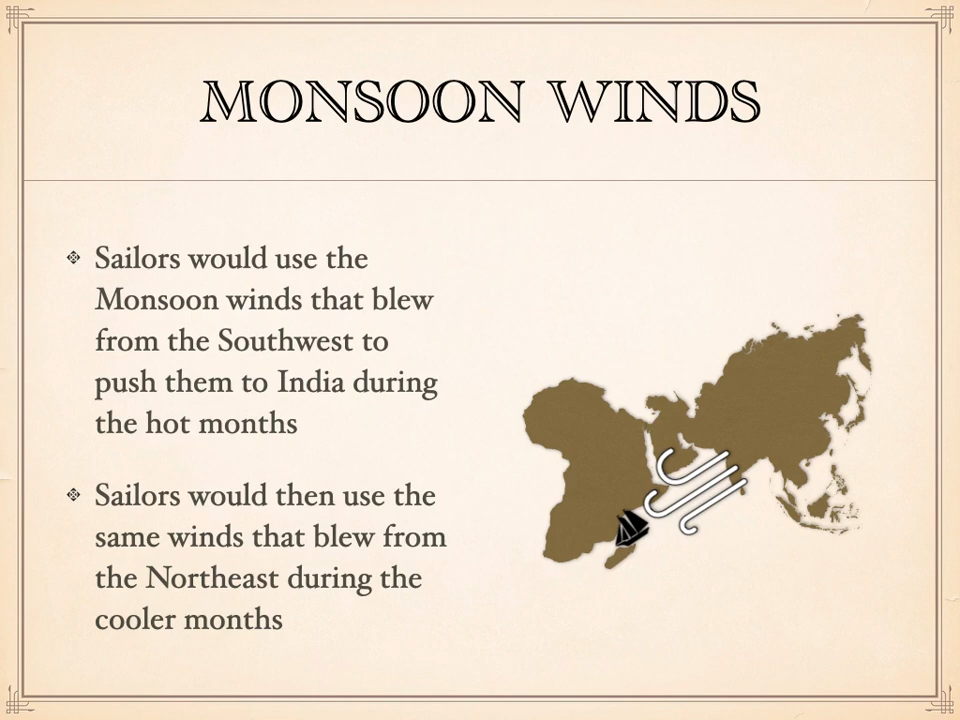 MONSOON WINDS
Sailors would use the
Monsoon winds that blew
from the Southwest to
push them to India during
the hot months
Sailors would then use the
same winds that blew from
the Northeast during the
cooler months